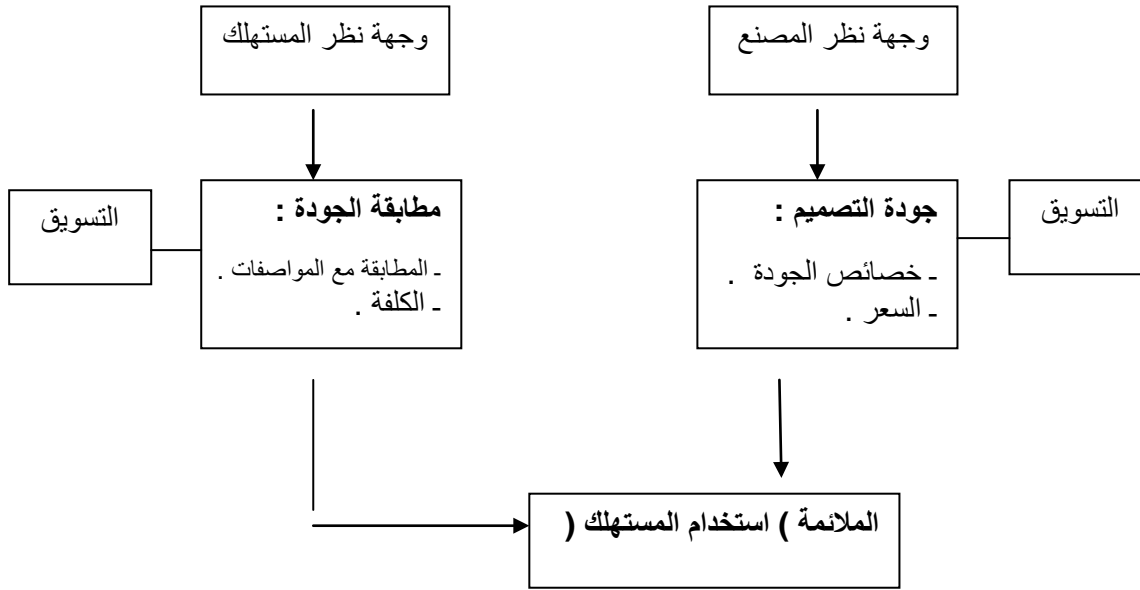 وجهة نظر المصنع
وجهة نظر المستهلك
التسويق
جودة التصميم :
ـ خصائص الجودة .
ـ السعر .
مطابقة الجودة :
ـ المطابقة مع المواصفات .
ـ الكلفة .
التسويق
الملائمة ) استخدام المستهلك (